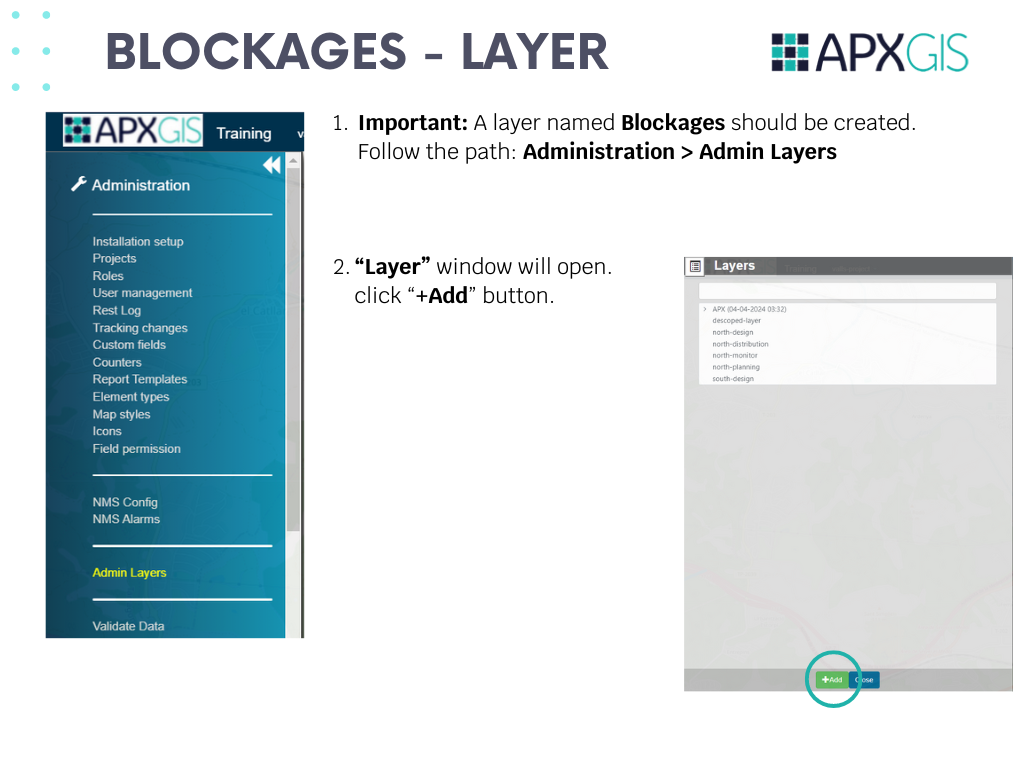 BLOCKAGES - LAYER
APXGIS
APXGIS Training
Administration
Installation setup
Projects
Roles
User management
Rest Log
Tracking changes
Custom fields
Counters
Report Templates
Element types
Map styles
Icons
Field permission
NMS Config
NMS Alarms
Admin Layers
Validate Data
1. Important: A layer named Blockages should be created.
Follow the path: Administration > Admin Layers
2. “Layer” window will open.
click “+Add” button.
Layers
APX (04-04-2024 03:32)
descoped-layer
north-design
north-distribution
north-monitor
north-planning
south-design
+Add Close